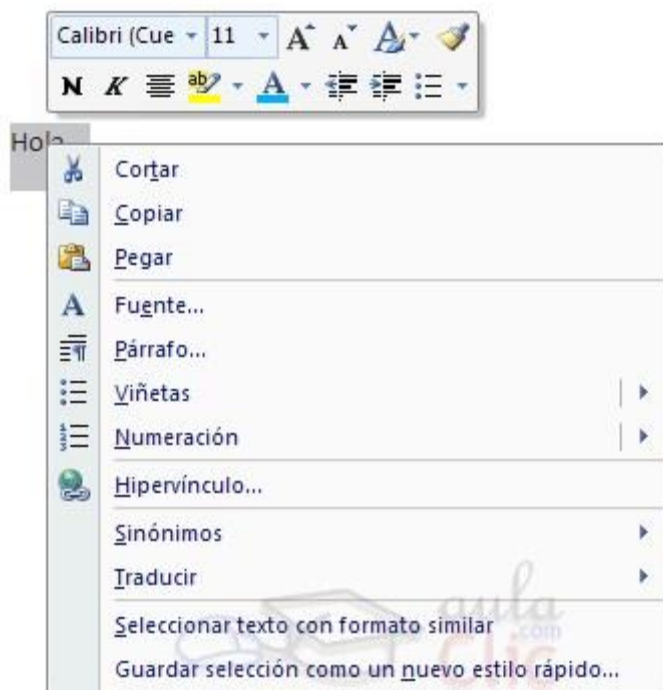 Calibri (Cue 11 A A A
N K ab A
Hola
Cortar
Copiar
Pegar
A Fuente...
Párrafo...
Viñetas
Numeración
Hipervínculo...
Sinónimos
Traducir
Seleccionar texto con formato similar
Guardar selección como un nuevo estilo rápido...
aula
.com
Clic